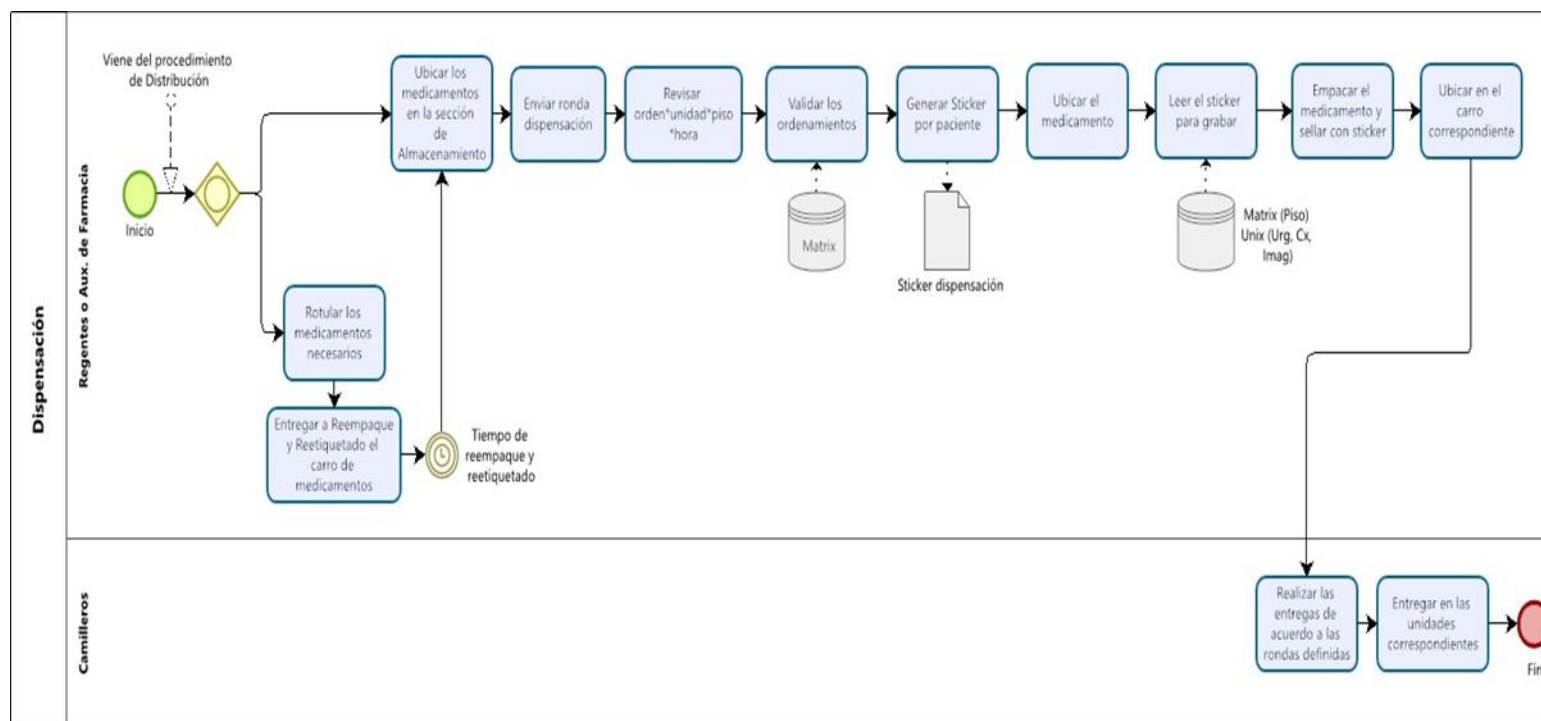 Dispensación
Regentes o Aux. de Farmacia
Viene del procedimiento
de Distribución
Inicio
Ubicar los
medicamentos
en la sección
de
Almacenamiento
Enviar ronda
dispensación
Revisar
orden*unidad*piso
*hora
Validar los
ordenamientos
Matrix
Generar Sticker
por paciente
Sticker dispensación
Ubicar el
medicamento
Leer el sticker
para grabar
Matrix (Piso)
Unix (Urg, Cx,
Imag)
Empacar el
medicamento y
sellar con sticker
Ubicar en el
carro
correspondiente
Rotular los
medicamentos
necesarios
Entregar a Reempaque
y Reetiquetado el
carro de
medicamentos
Tiempo de
reempaque y
reetiquetado
Camilleros
Realizar las
entregas de
acuerdo a las
rondas definidas
Entregar en las
unidades
correspondientes
Fin